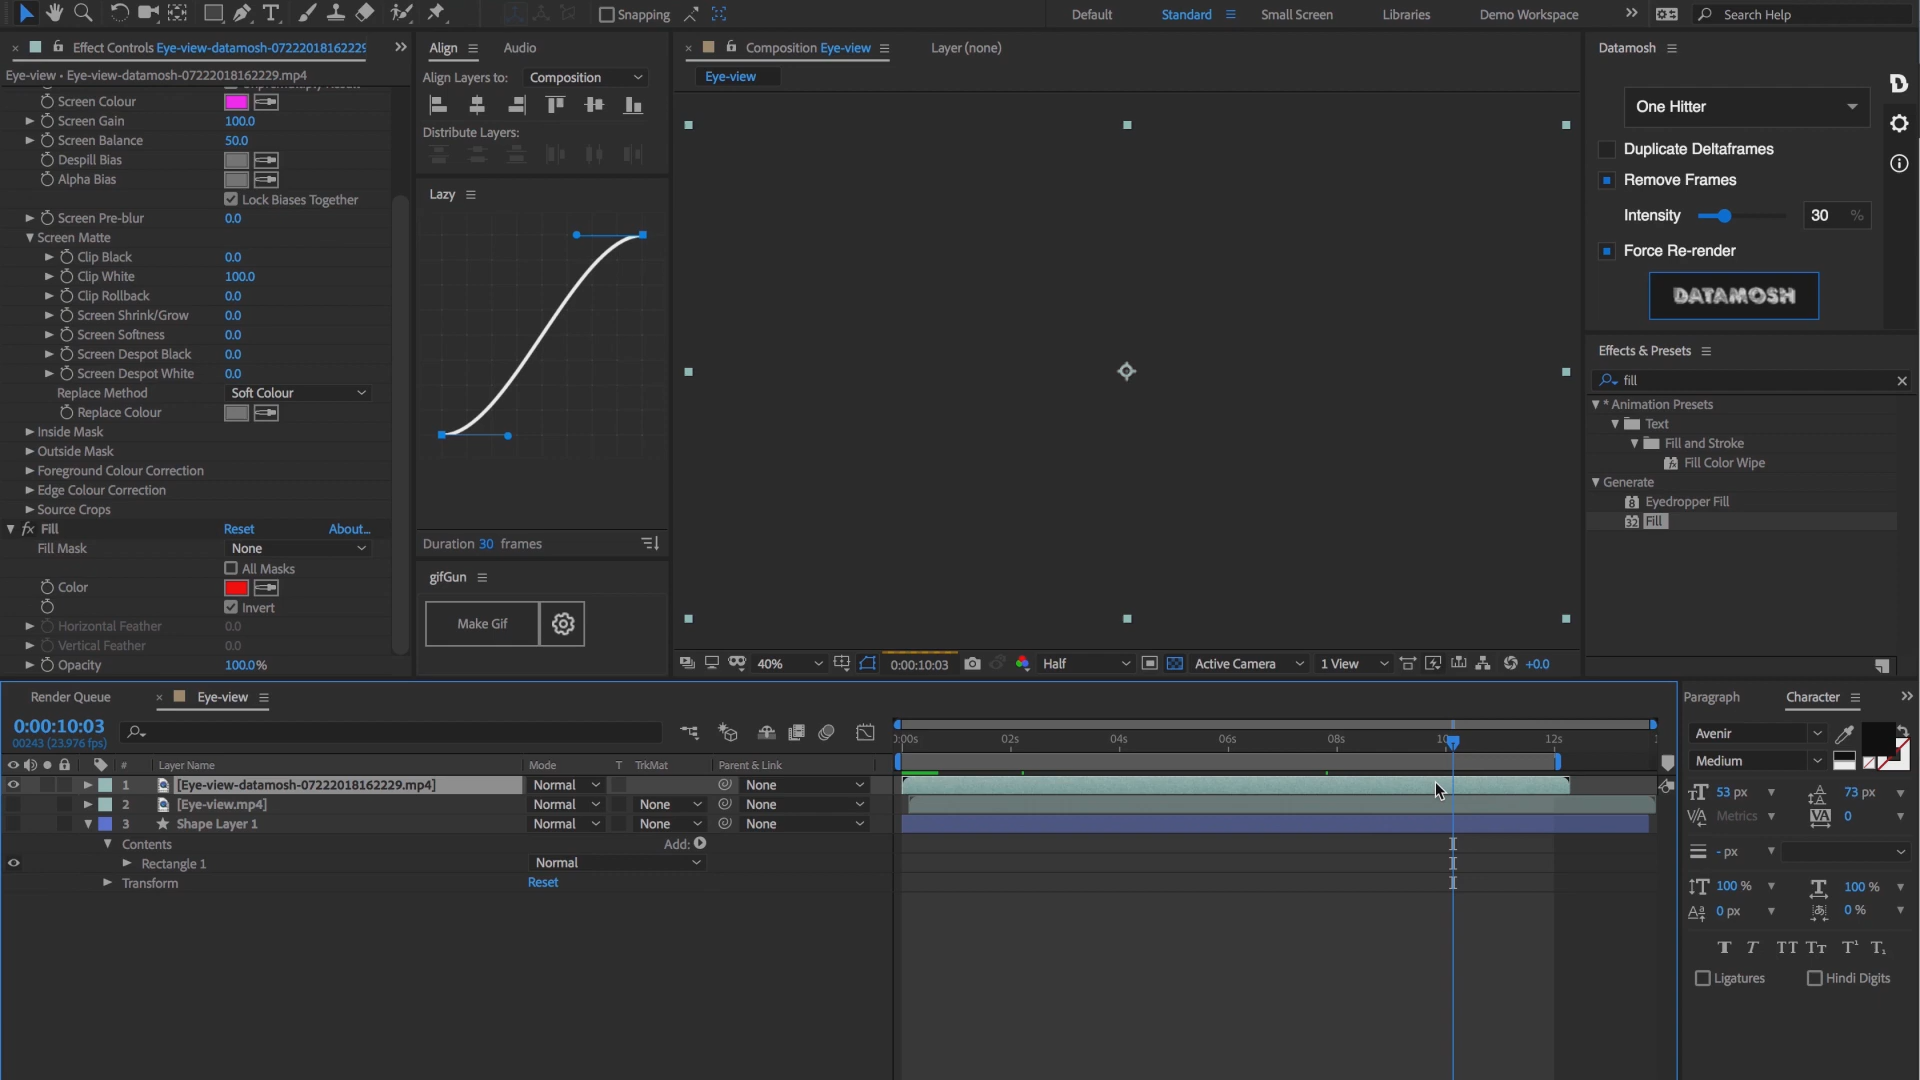 Snapping
Default
Standard
Small Screen
Libraries
Demo Workspace
Search Help
Effect Controls Eye-view-datamosh-07222018162229
Eye-view • Eye-view-datamosh-07222018162229.mp4
Screen Colour
Screen Gain 100.0
Screen Balance 50.0
Despill Bias
Alpha Bias
Lock Biases Together
Screen Pre-blur 0.0
Screen Matte
Clip Black 0.0
Clip White 100.0
Clip Rollback 0.0
Screen Shrink/Grow 0.0
Screen Softness 0.0
Screen Despot Black 0.0
Screen Despot White 0.0
Replace Method Soft Colour
Replace Colour
Inside Mask
Outside Mask
Foreground Colour Correction
Edge Colour Correction
Source Crops
fx Fill Reset About...
Fill Mask None
All Masks
Color
Invert
Horizontal Feather 0.0
Vertical Feather 0.0
Opacity 100.0%
Align Audio
Align Layers to: Composition
Distribute Layers:
Lazy
Duration 30 frames
gifGun
Make Gif
Composition Eye-view
Layer (none)
Eye-view
40%
0:00:10:03
Half
Active Camera
1 View
+0.0
Datamosh
One Hitter
Duplicate Deltaframes
Remove Frames
Intensity 30 %
Force Re-render
DATAMOSH
Effects & Presets
fill
* Animation Presets
Text
Fill and Stroke
Fill Color Wipe
Generate
Eyedropper Fill
Fill
Render Queue
Eye-view
0:00:10:03
00243 (23.976 fps)
# Layer Name Mode T TrkMat Parent & Link
1 [Eye-view-datamosh-07222018162229.mp4] Normal None
2 [Eye-view.mp4] Normal None None
3 Shape Layer 1 Normal None None
Contents Add:
Rectangle 1 Normal
Transform Reset
02s 04s 06s 08s 12s
Paragraph
Character
Avenir
Medium
53 px 73 px
Metrics 0
- px
100 % 100 %
0 px 0 %
T T TT Tт T¹ T₁
Ligatures
Hindi Digits